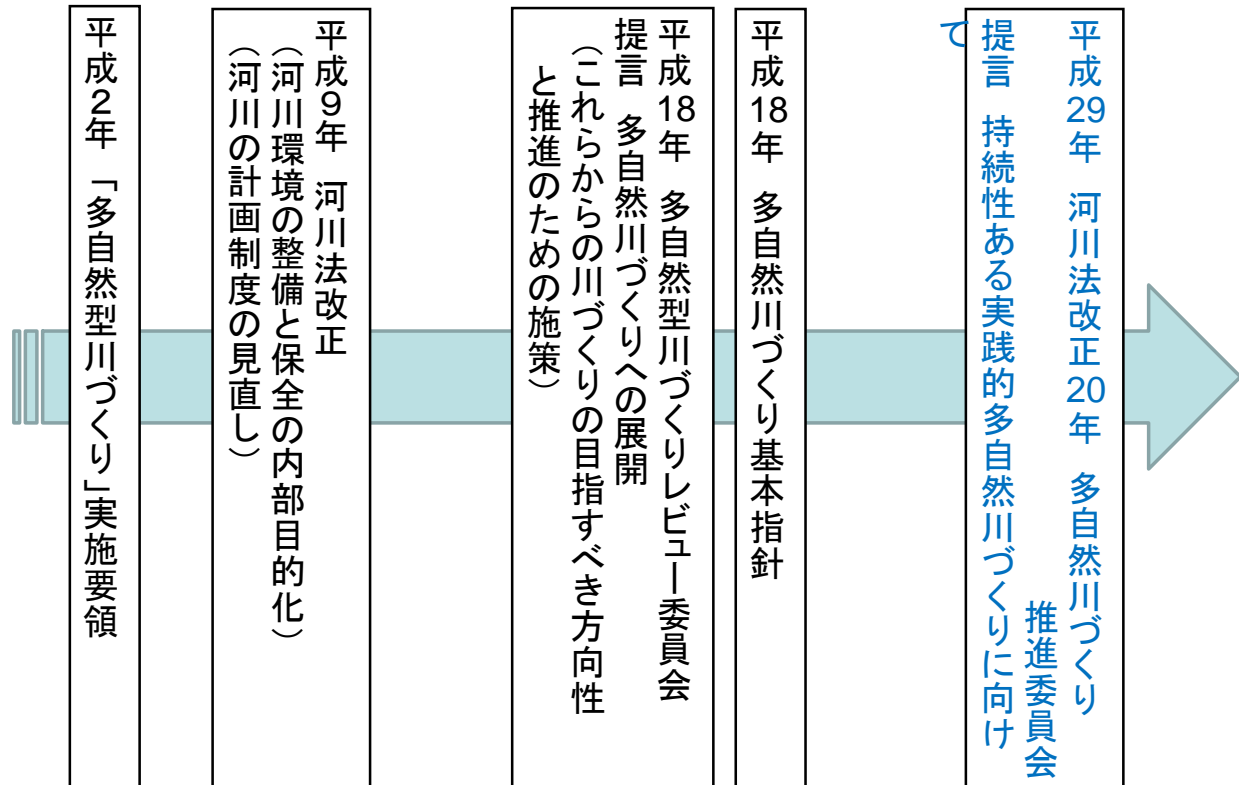 平成2年 「多自然型川づくり」実施要領
平成9年 河川法改正
（河川環境の整備と保全の内部目的化）
（河川の計画制度の見直し）
平成18年 多自然型川づくりレビュー委員会
提言 多自然川づくりへの展開
（これらからの川づくりの目指すべき方向性
と推進のための施策）
平成18年 多自然川づくり基本指針
平成29年 河川法改正20年 多自然川づくり
推進委員会
提言 持続性ある実践的多自然川づくりに向け
て